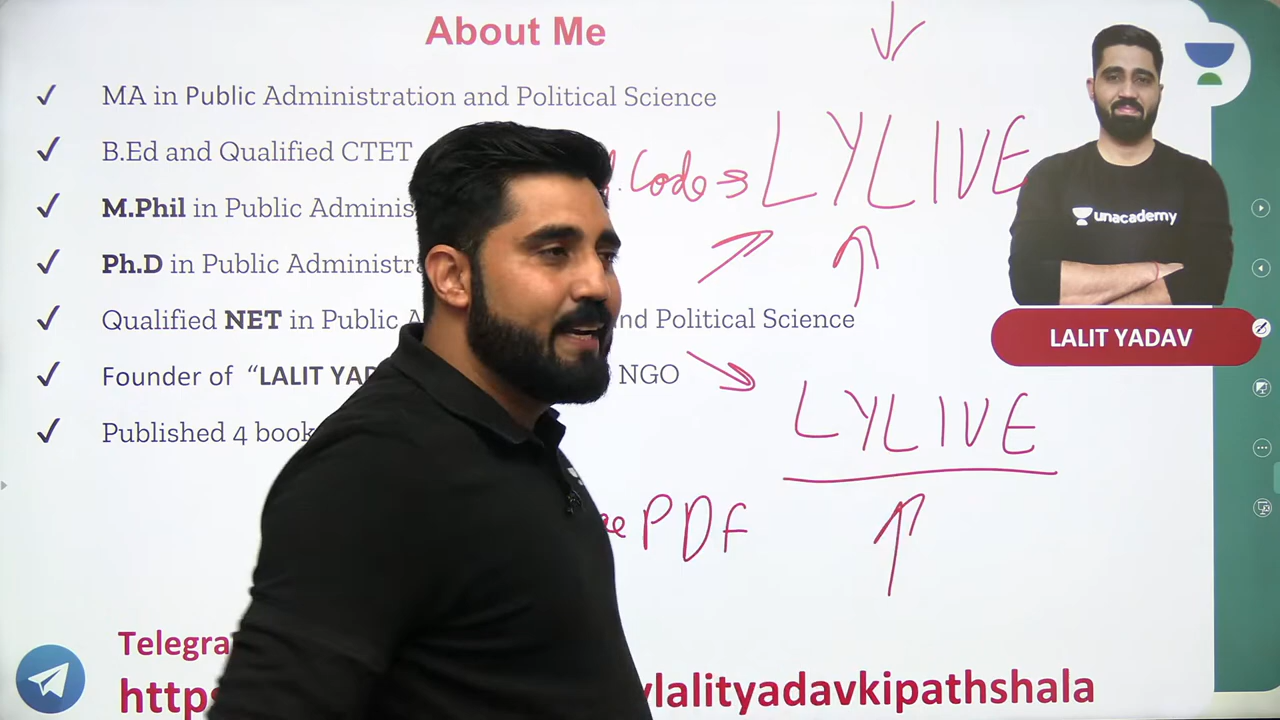 About Me
✓ MA in Public Administration and Political Science
✓ B.Ed and Qualified CTET
✓ M.Phil in Public Adminis
✓ Ph.D in Public Administra
✓ Qualified NET in Public A nd Political Science
✓ Founder of “LALIT YAD NGO
✓ Published 4 book
. Code → LYLIVE
LYLIVE
PDF
unacademy
LALIT YADAV
Telegra
http ylalityadavkipathshala